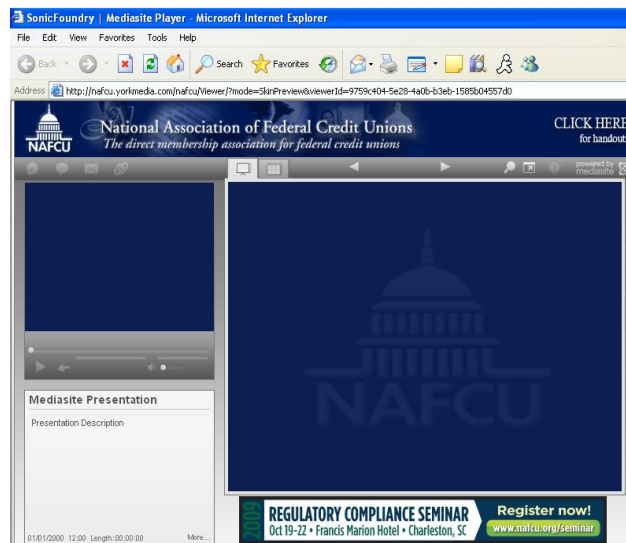 SonicFoundry | Mediasite Player - Microsoft Internet Explorer
File Edit View Favorites Tools Help
Back Search Favorites
Address http://nafcu.yorkmedia.com/nafcu/Viewer/?mode=SkinPreview&viewerId=9759c404-5e28-4a0b-b3eb-1585b04557d0
NAFCU
National Association of Federal Credit Unions
The direct membership association for federal credit unions
CLICK HERE
for handouts
powered by
mediasite
NAFCU
Mediasite Presentation
Presentation Description
01/01/2000 12:00 Length:00:00:00 More...
2009
REGULATORY COMPLIANCE SEMINAR
Oct 19-22 • Francis Marion Hotel • Charleston, SC
Register now!
www.nafcu.org/seminar